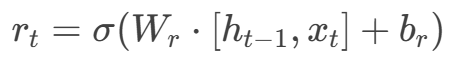 r_t = σ(W_r · [h_{t−1}, x_t] + b_r)